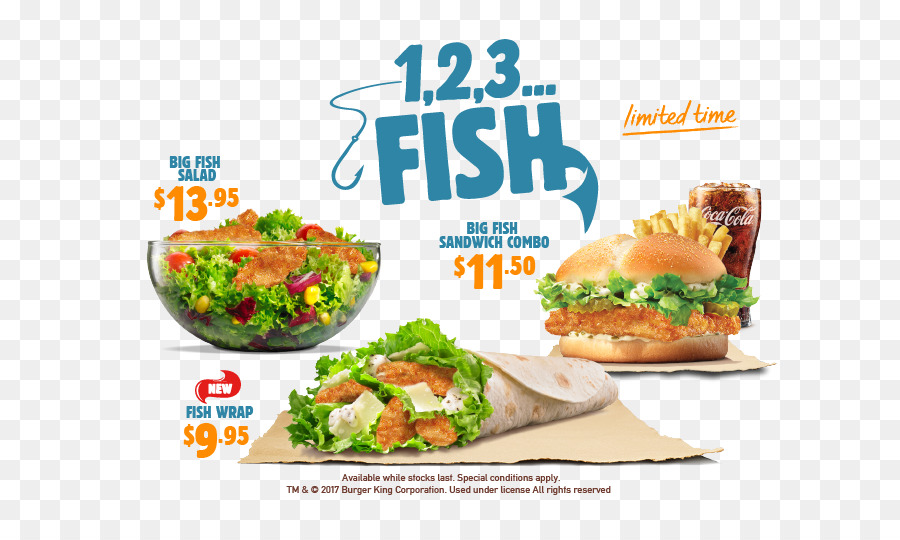 1,2,3...
FISH
limited time
BIG FISH
SALAD
$13.95
BIG FISH
SANDWICH COMBO
$11.50
Coca-Cola
NEW
FISH WRAP
$9.95
Available while stocks last. Special conditions apply.
TM & © 2017 Burger King Corporation. Used under license All rights reserved